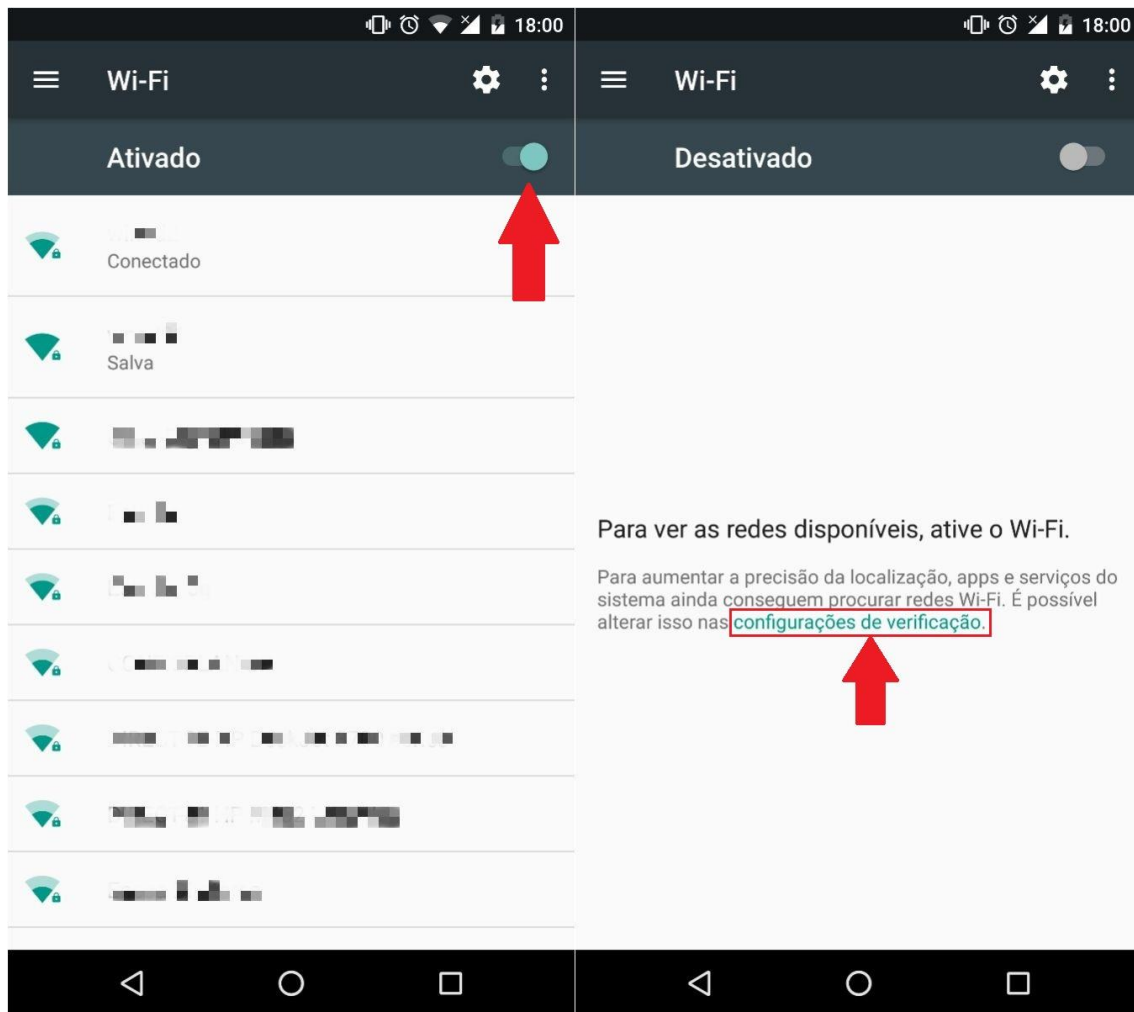 18:00
Wi-Fi
Ativado
Conectado
Salva
18:00
Wi-Fi
Desativado
Para ver as redes disponíveis, ative o Wi-Fi.
Para aumentar a precisão da localização, apps e serviços do
sistema ainda conseguem procurar redes Wi-Fi. É possível
alterar isso nas configurações de verificação.